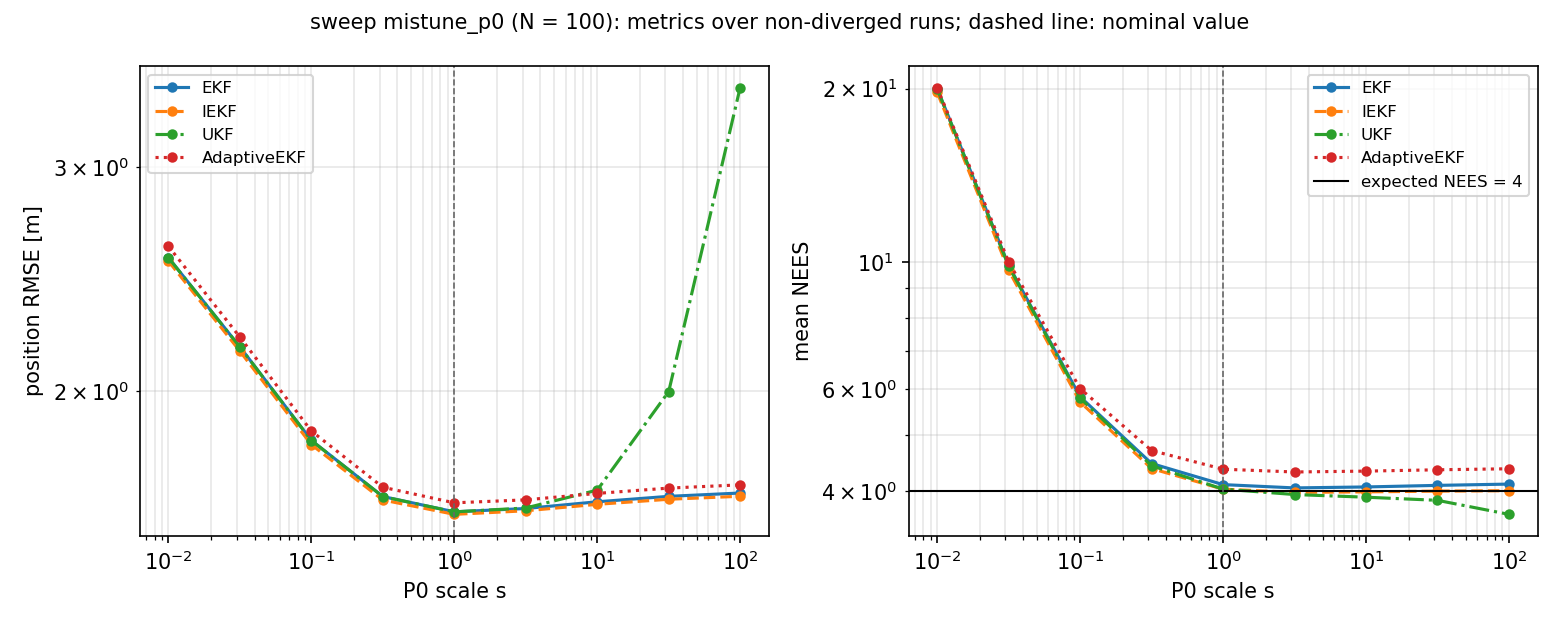 sweep mistune_p0 (N = 100): metrics over non-diverged runs; dashed line: nominal value
EKF
IEKF
UKF
AdaptiveEKF
3 × 10⁰
2 × 10⁰
position RMSE [m]
10⁻² 10⁻¹ 10⁰ 10¹ 10²
P0 scale s
EKF
IEKF
UKF
AdaptiveEKF
expected NEES = 4
2 × 10¹
10¹
6 × 10⁰
4 × 10⁰
mean NEES
10⁻² 10⁻¹ 10⁰ 10¹ 10²
P0 scale s